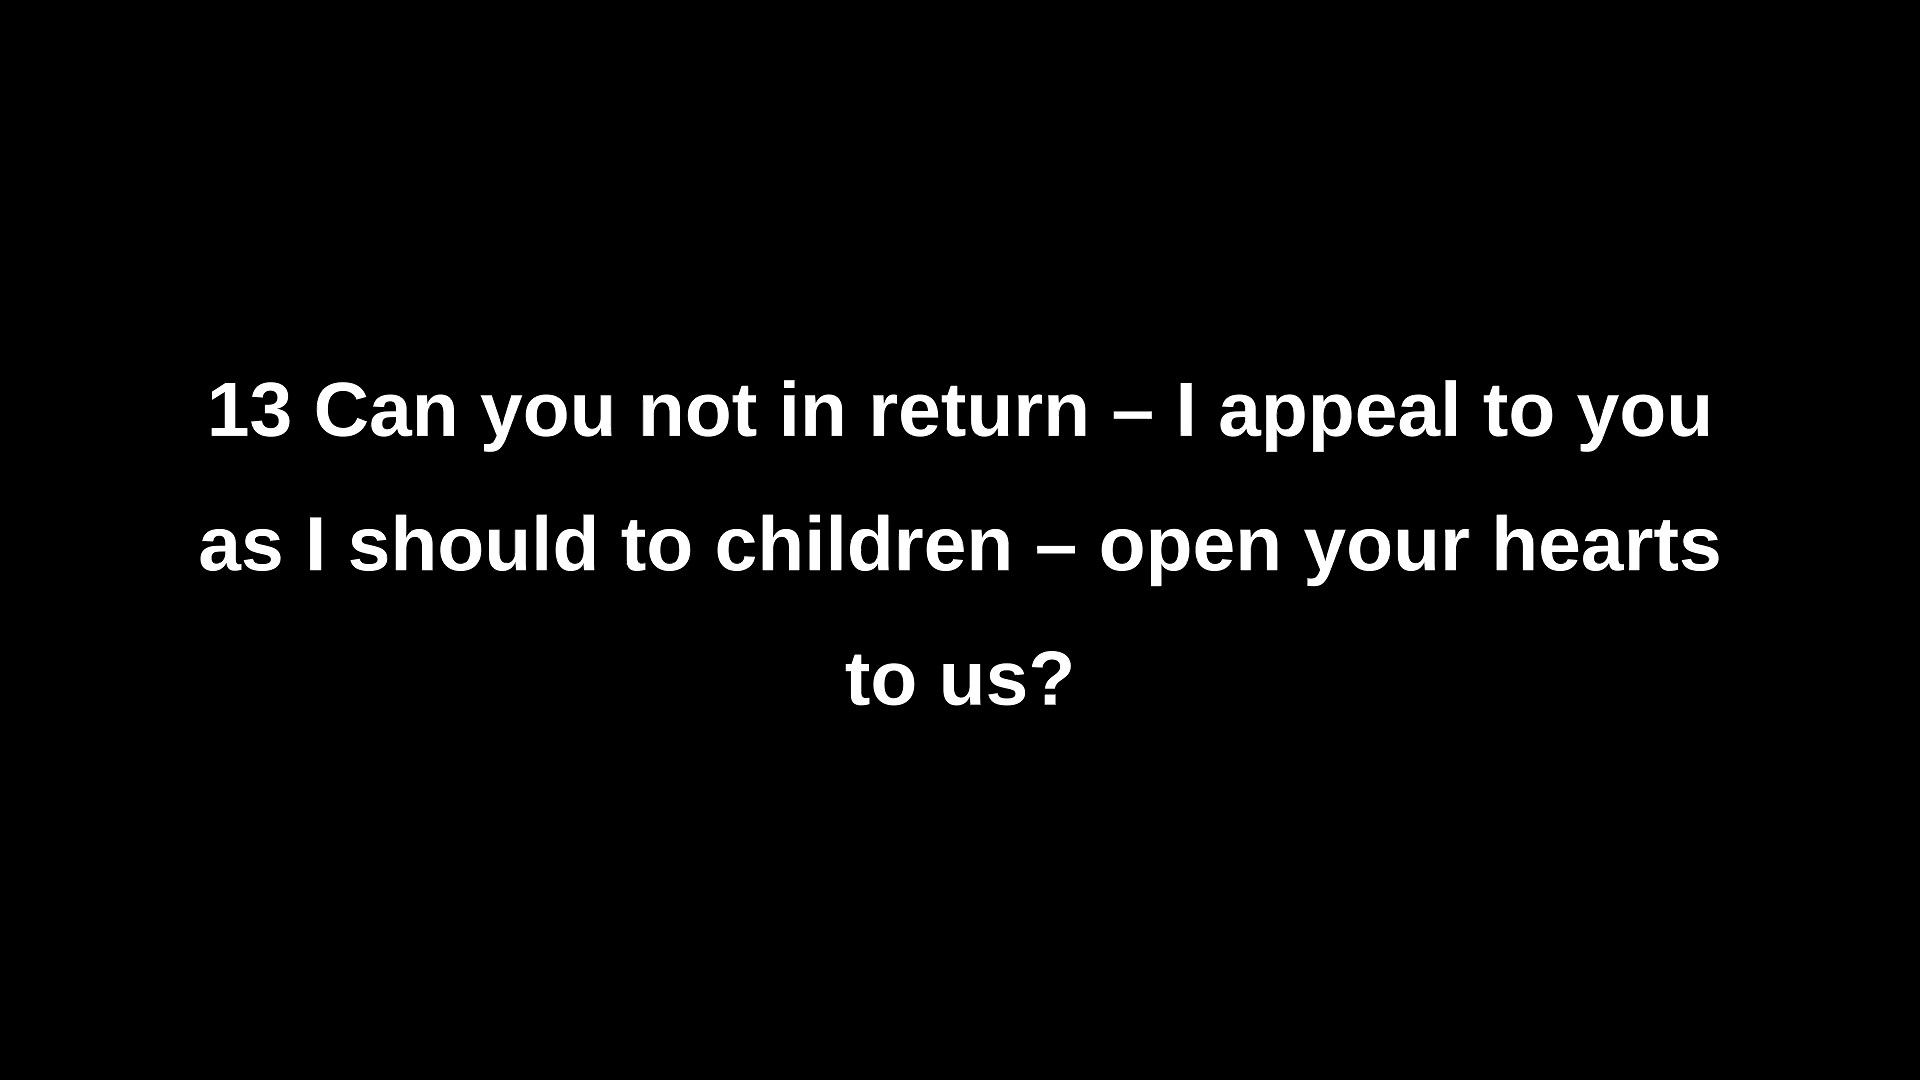 13 Can you not in return – I appeal to you
as I should to children – open your hearts
to us?